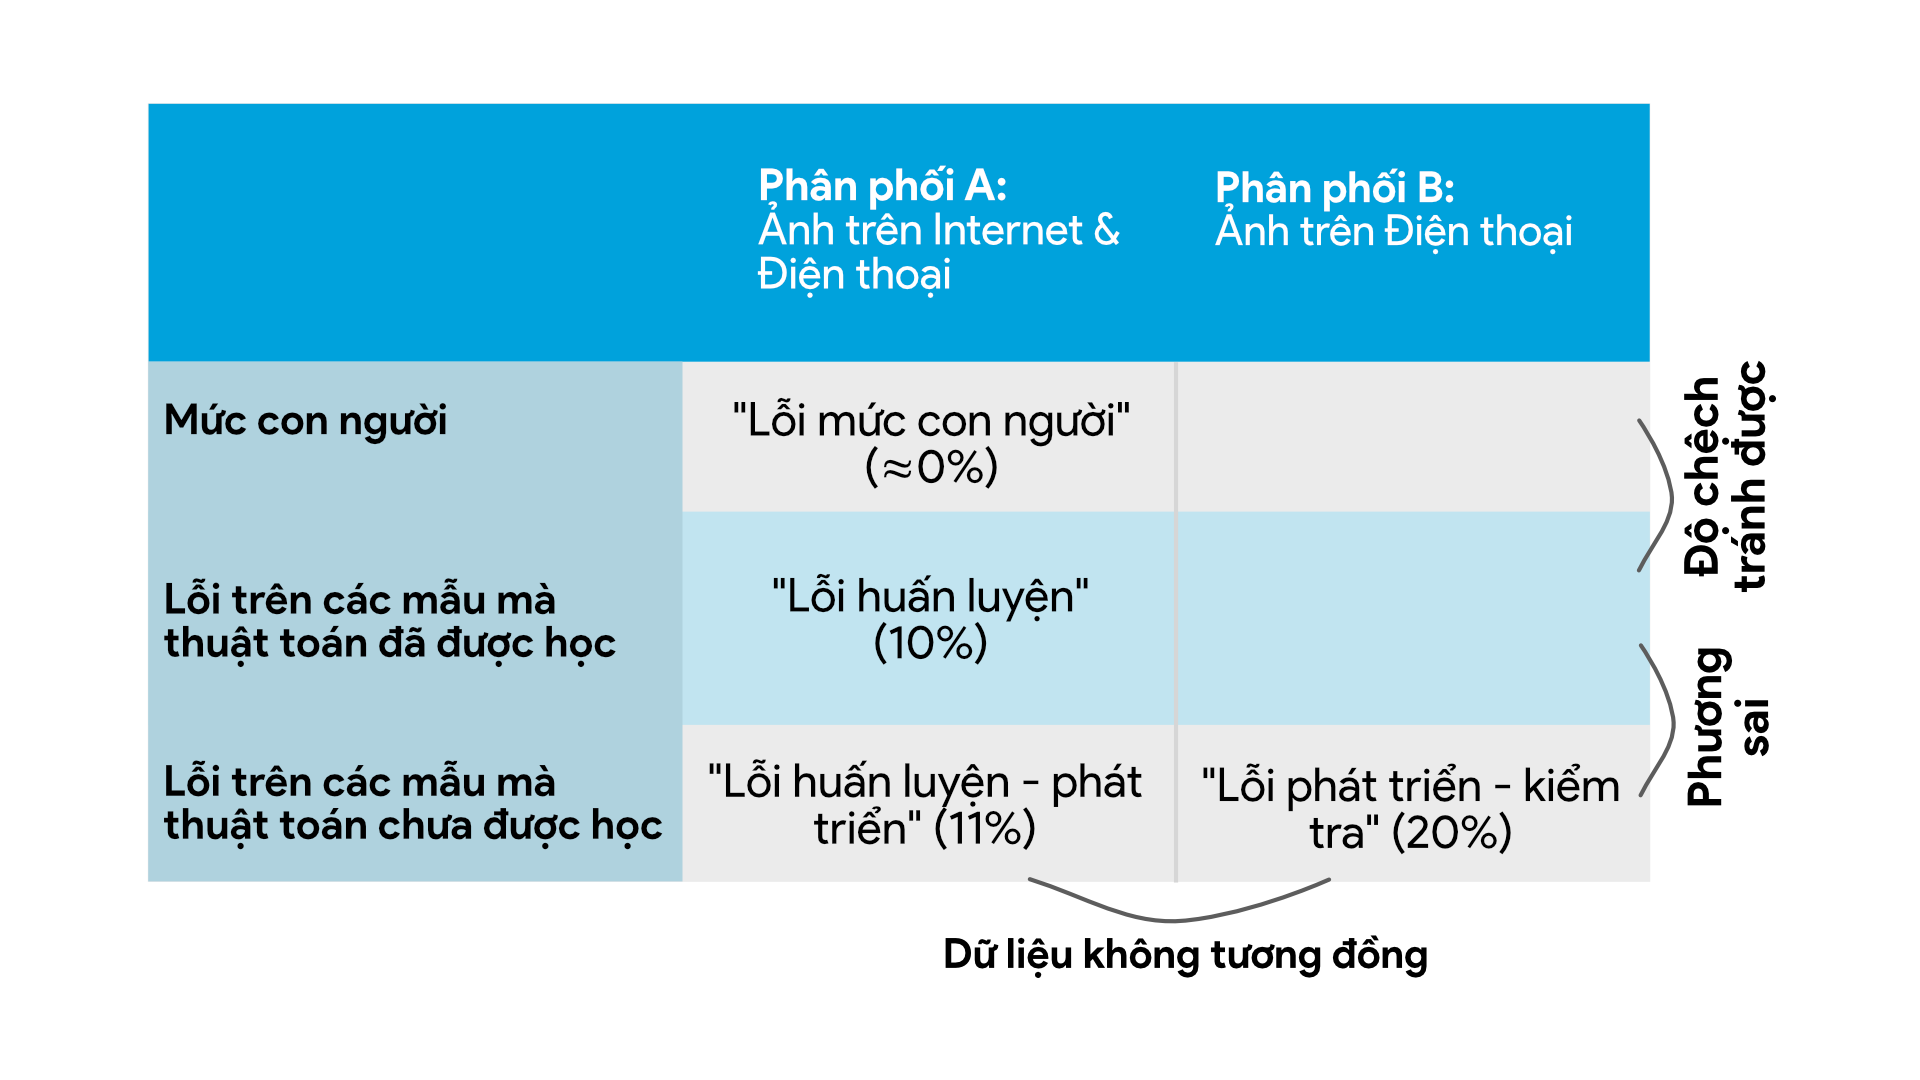 Phân phối A:
Ảnh trên Internet &
Điện thoại
Phân phối B:
Ảnh trên Điện thoại
Mức con người
"Lỗi mức con người"
(≈0%)
Độ chệch
tránh được
Lỗi trên các mẫu mà
thuật toán đã được học
"Lỗi huấn luyện"
(10%)
Phương
sai
Lỗi trên các mẫu mà
thuật toán chưa được học
"Lỗi huấn luyện - phát
triển" (11%)
"Lỗi phát triển - kiểm
tra" (20%)
Dữ liệu không tương đồng